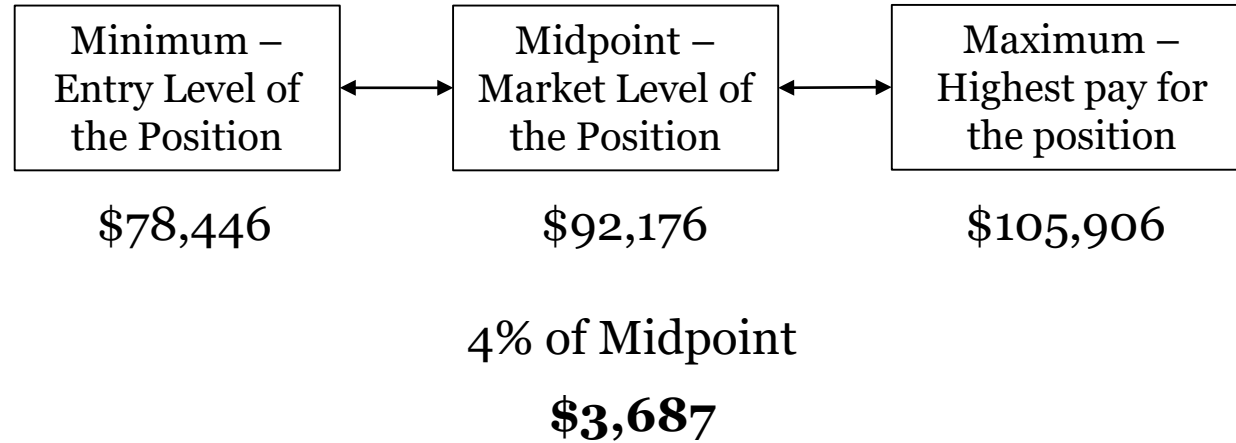 Minimum –
Entry Level of
the Position
Midpoint –
Market Level of
the Position
Maximum –
Highest pay for
the position
$78,446
$92,176
$105,906
4% of Midpoint
$3,687